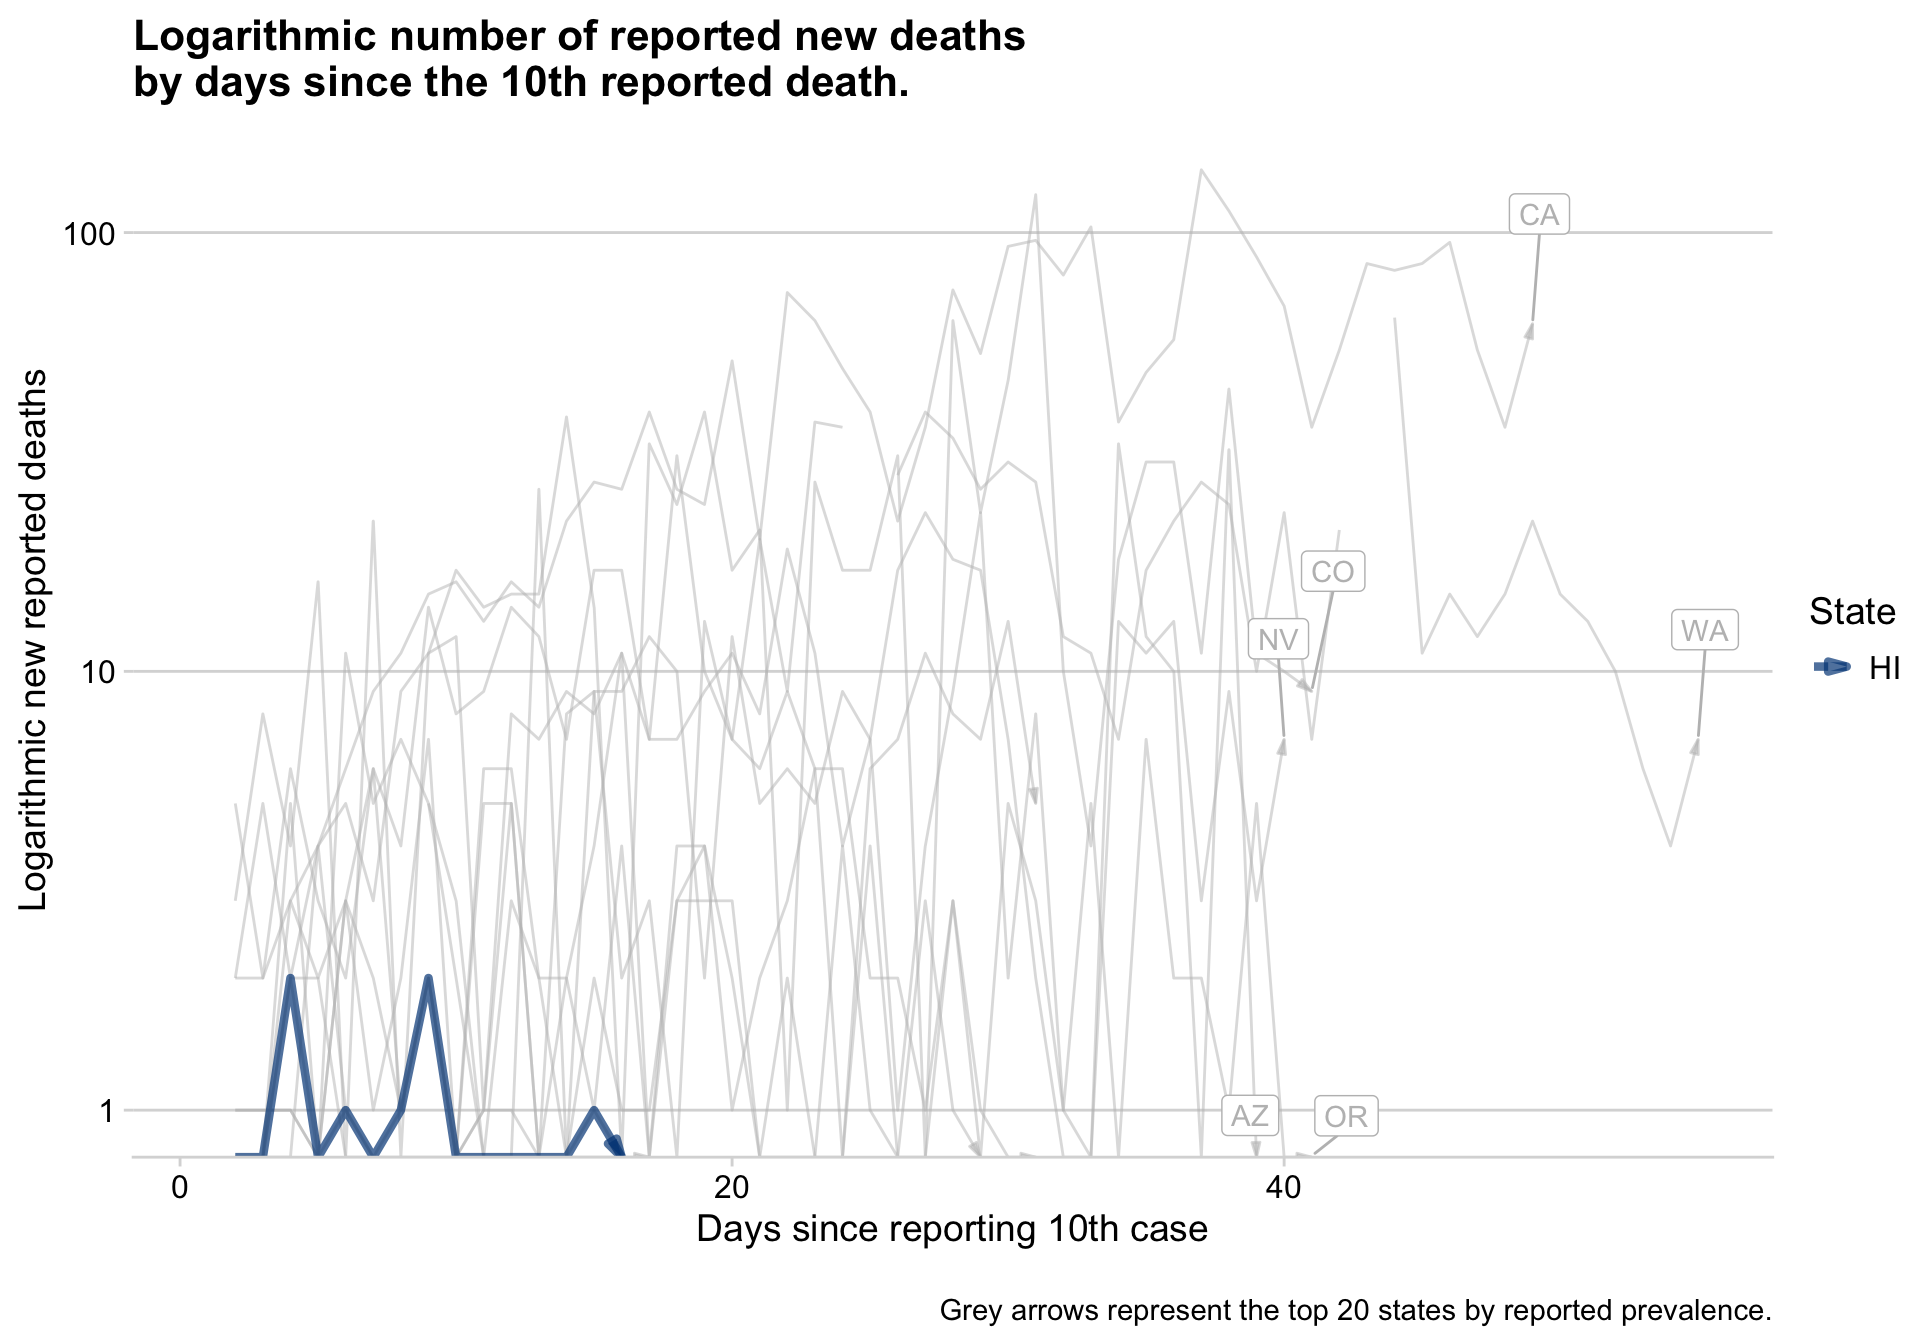 Logarithmic number of reported new deaths
by days since the 10th reported death.
Logarithmic new reported deaths
100
10
1
CA
CO
NV
WA
AZ
OR
State
HI
0
20
40
Days since reporting 10th case
Grey arrows represent the top 20 states by reported prevalence.